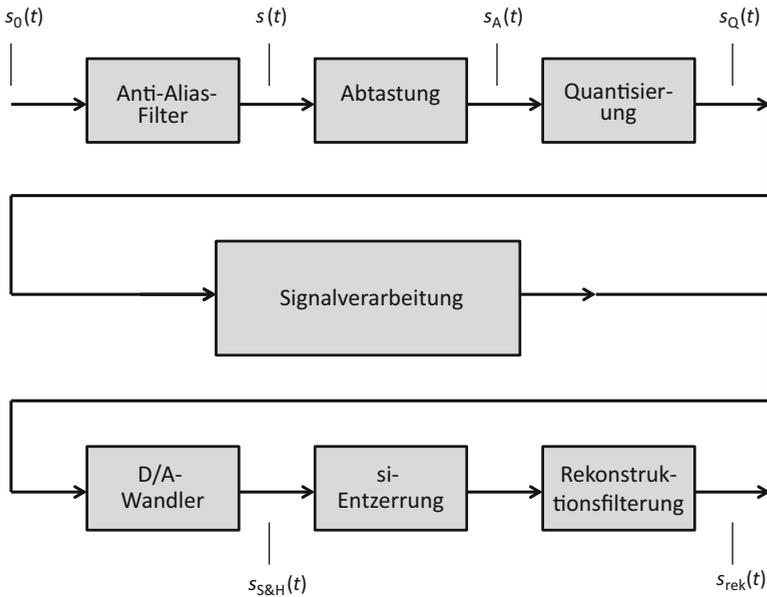 s0(t) s(t) sA(t) sQ(t)
Anti-Alias-
Filter
Abtastung
Quantisier-
ung
Signalverarbeitung
D/A-
Wandler
si-
Entzerrung
Rekonstruk-
tionsfilterung
sS&H(t) srek(t)